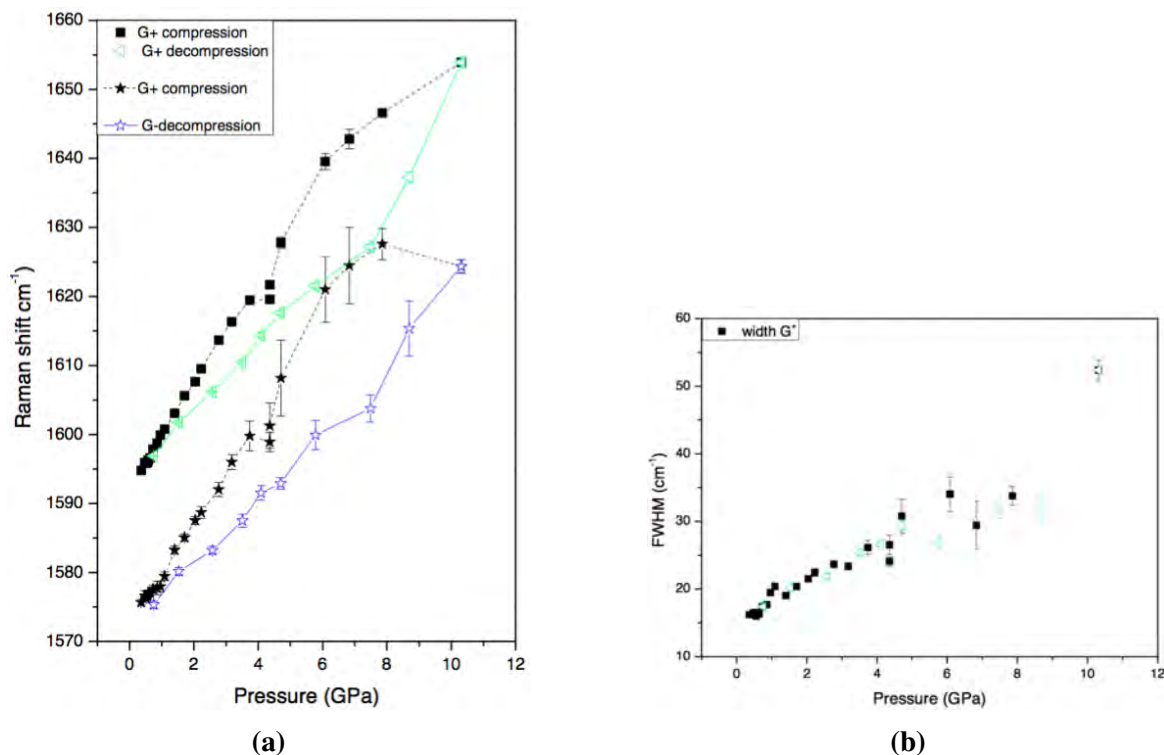 1660
1650
1640
1630
1620
1610
1600
1590
1580
1570
Raman shift cm⁻¹)
G+ compression
G+ decompression
G+ compression
G-decompression
0 2 4 6 8 10 12
Pressure (GPa)
(a)
60
50
40
30
20
10
FWHM (cm⁻¹)
width G⁺
0 2 4 6 8 10 12
Pressure (GPa)
(b)